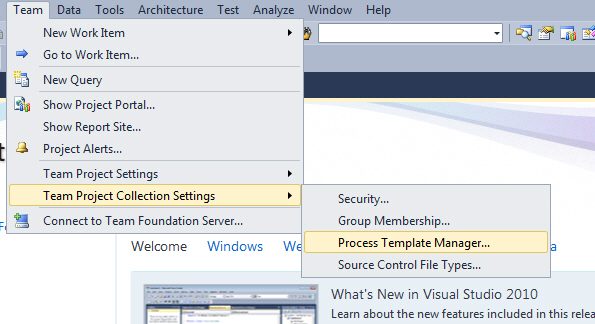 Team Data Tools Architecture Test Analyze Window Help
New Work Item
Go to Work Item...
New Query
Show Project Portal...
Show Report Site...
Project Alerts...
Team Project Settings
Team Project Collection Settings
Connect to Team Foundation Server...
Security...
Group Membership...
Process Template Manager...
Source Control File Types...
Welcome Windows We
What's New in Visual Studio 2010
Learn about the new features included in this relea